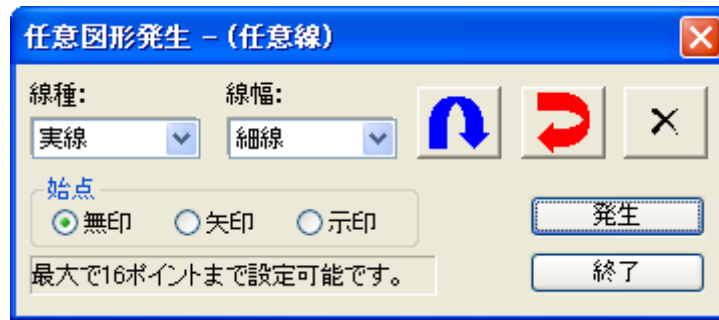 任意図形発生 - (任意線)
線種: 線幅:
実線 細線
始点
無印 矢印 示印
発生
最大で16ポイントまで設定可能です。
終了